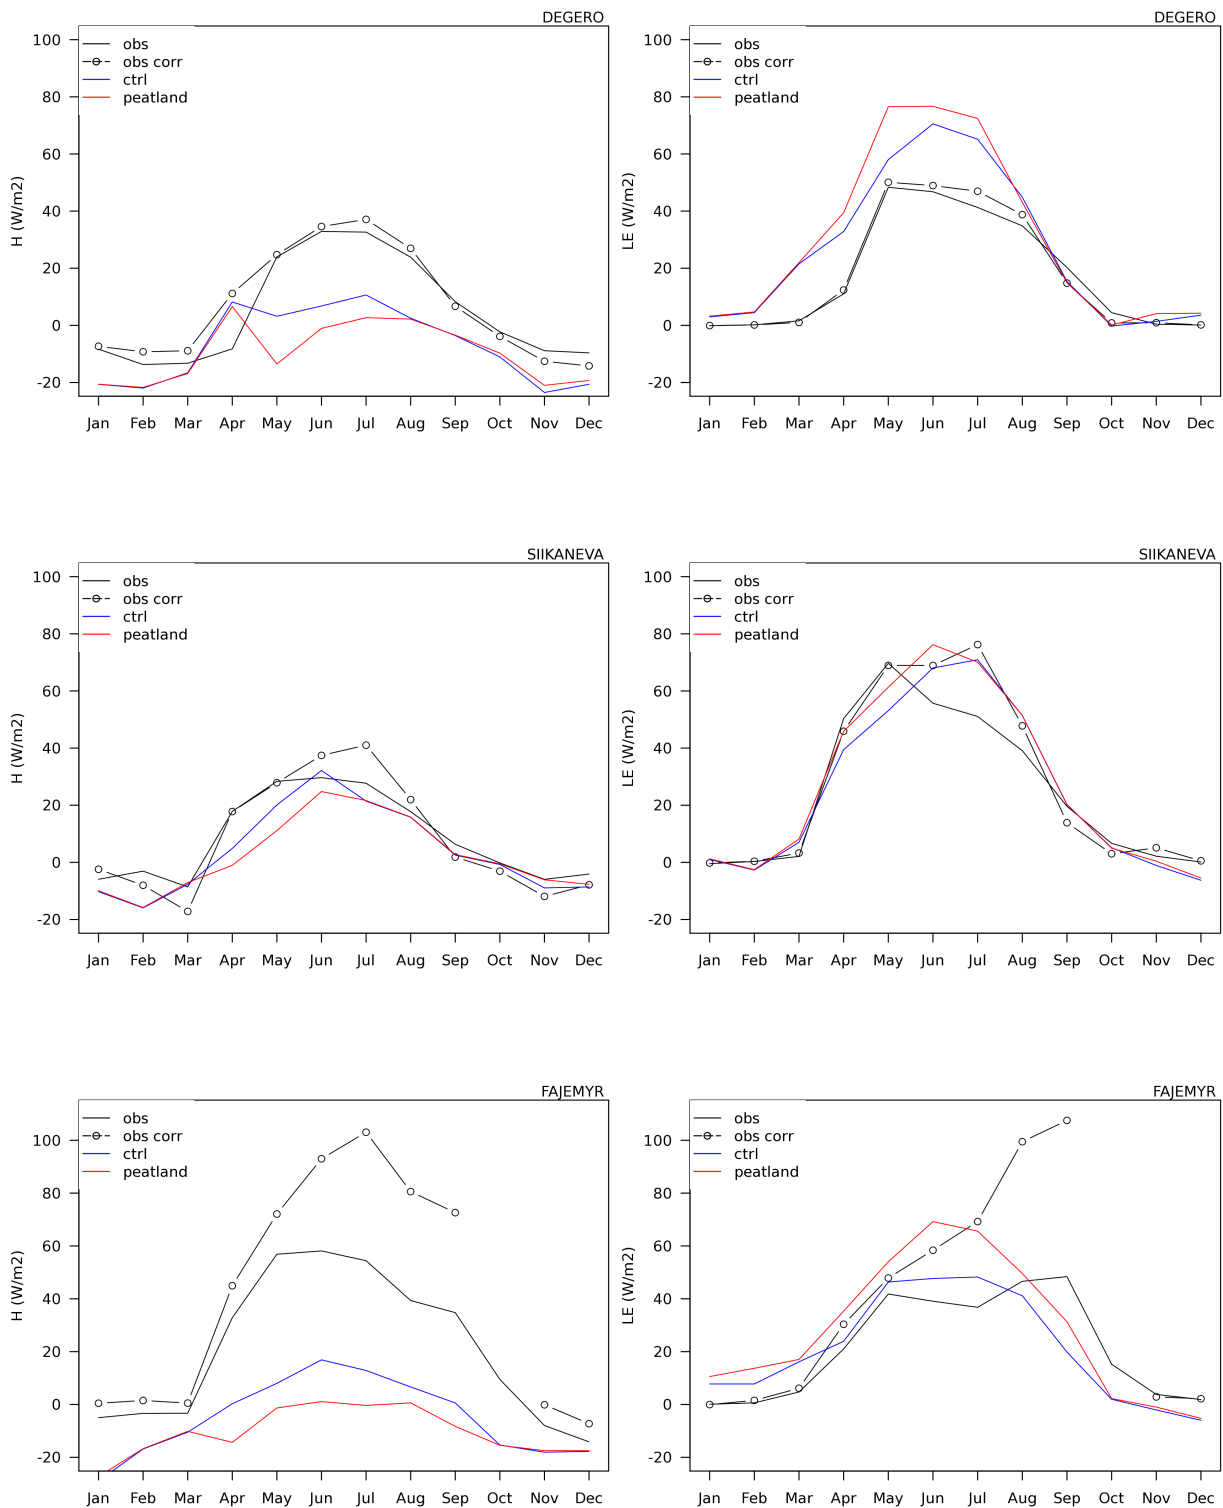 DEGERO
100
80
60
40
20
0
-20
H (W/m2)
obs
obs corr
ctrl
peatland
Jan Feb Mar Apr May Jun Jul Aug Sep Oct Nov Dec
DEGERO
100
80
60
40
20
0
-20
LE (W/m2)
obs
obs corr
ctrl
peatland
Jan Feb Mar Apr May Jun Jul Aug Sep Oct Nov Dec
SIIKANEVA
100
80
60
40
20
0
-20
H (W/m2)
obs
obs corr
ctrl
peatland
Jan Feb Mar Apr May Jun Jul Aug Sep Oct Nov Dec
SIIKANEVA
100
80
60
40
20
0
-20
LE (W/m2)
obs
obs corr
ctrl
peatland
Jan Feb Mar Apr May Jun Jul Aug Sep Oct Nov Dec
FAJEMYR
100
80
60
40
20
0
-20
H (W/m2)
obs
obs corr
ctrl
peatland
Jan Feb Mar Apr May Jun Jul Aug Sep Oct Nov Dec
FAJEMYR
100
80
60
40
20
0
-20
LE (W/m2)
obs
obs corr
ctrl
peatland
Jan Feb Mar Apr May Jun Jul Aug Sep Oct Nov Dec